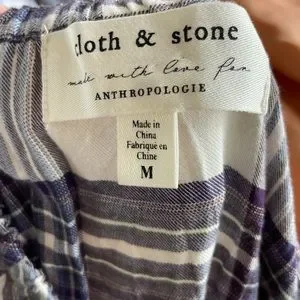 cloth & stone
made with love for
ANTHROPOLOGIE
Made in
China
Fabriqué en
Chine
M